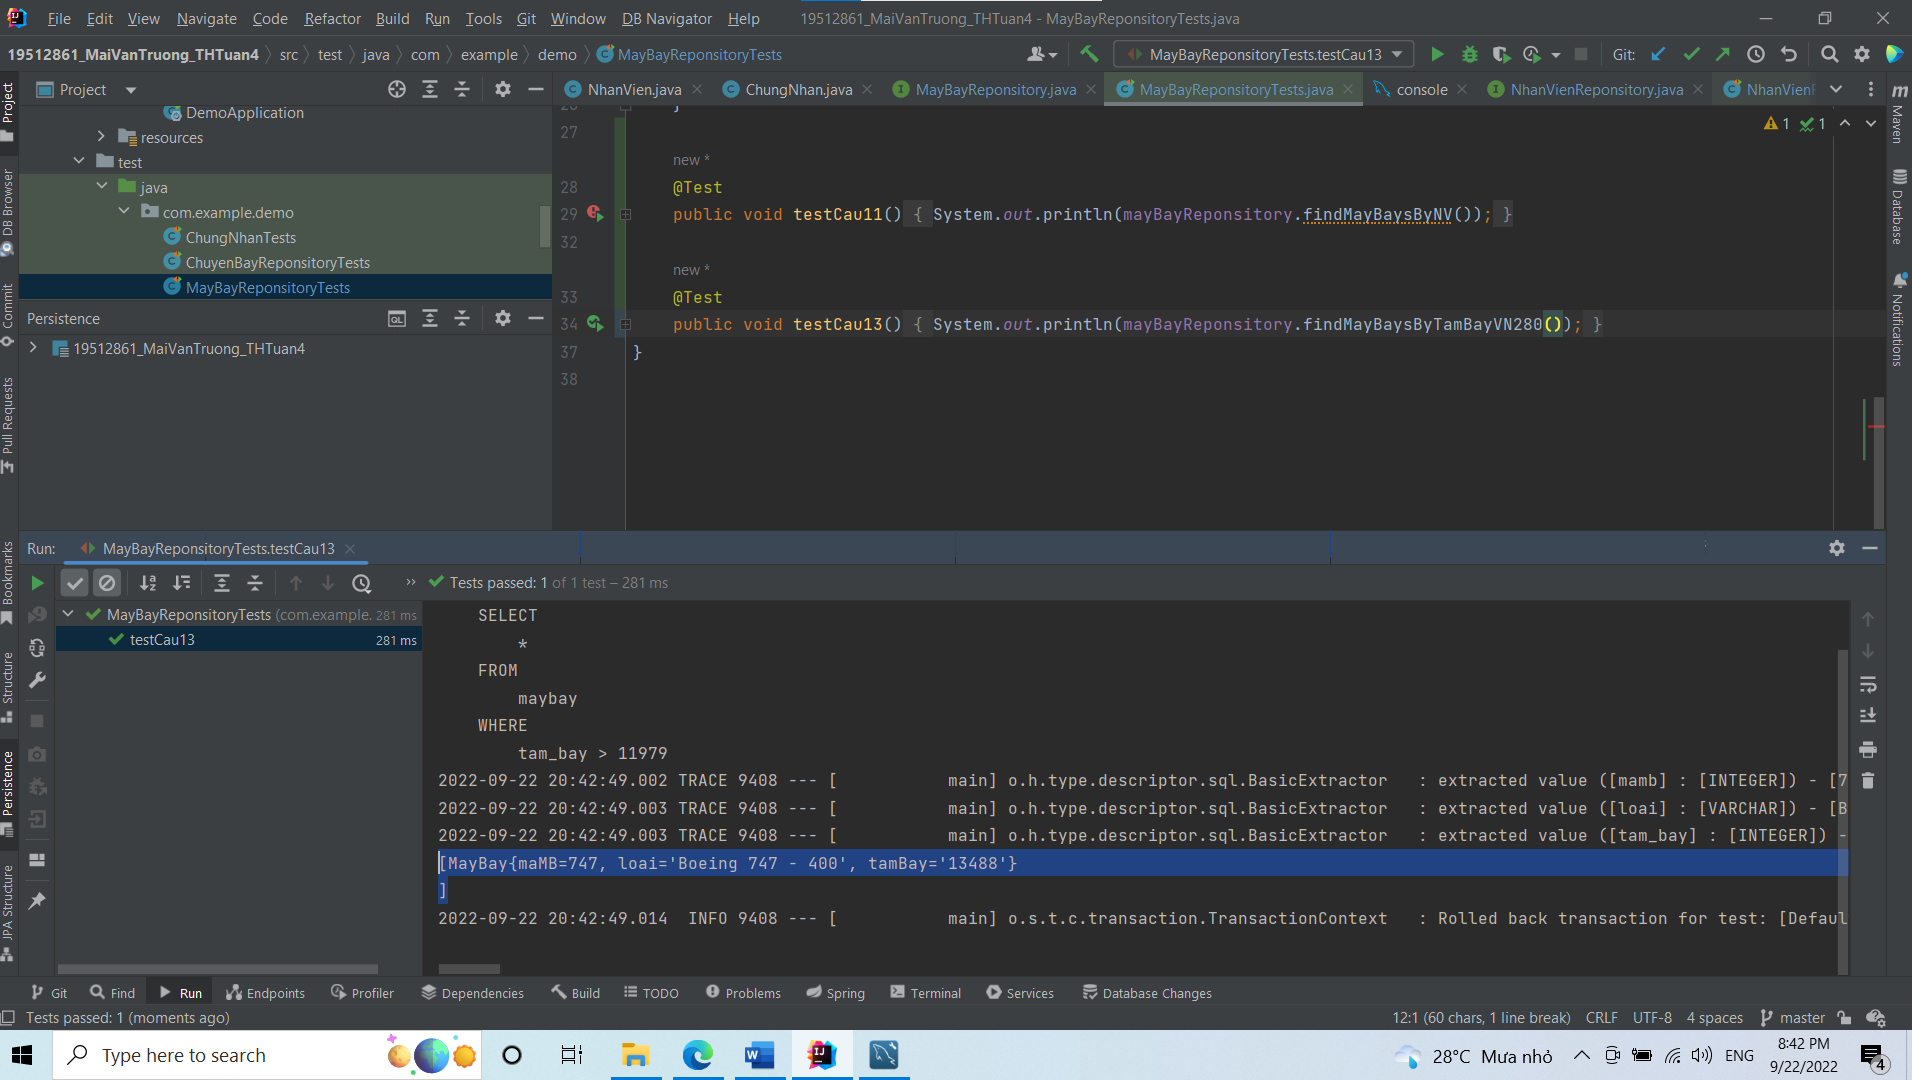 File Edit View Navigate Code Refactor Build Run Tools Git Window DB Navigator Help 19512861_MaiVanTruong_THTuan4 - MayBayReponsitoryTests.java
19512861_MaiVanTruong_THTuan4 src test java com example demo MayBayReponsitoryTests MayBayReponsitoryTests.testCau13 Git:
Project NhanVien.java ChungNhan.java MayBayReponsitory.java MayBayReponsitoryTests.java console NhanVienReponsitory.java NhanVienF
DemoApplication
resources
test
java
com.example.demo
ChungNhanTests
ChuyenBayReponsitoryTests
MayBayReponsitoryTests
Persistence
19512861_MaiVanTruong_THTuan4
26 }
27 1 1
new *
28 @Test
29 public void testCau11() { System.out.println(mayBayReponsitory.findMayBaysByNV()); }
32
new *
33 @Test
34 public void testCau13() { System.out.println(mayBayReponsitory.findMayBaysByTamBayVN280()); }
37 }
38
Project
DB Browser
Commit
Pull Requests
Bookmarks
Structure
Persistence
JPA Structure
Maven
Database
Notifications
Run: MayBayReponsitoryTests.testCau13
Tests passed: 1 of 1 test – 281 ms
MayBayReponsitoryTests (com.example. 281 ms
testCau13 281 ms
SELECT
*
FROM
maybay
WHERE
tam_bay > 11979
2022-09-22 20:42:49.002 TRACE 9408 --- [ main] o.h.type.descriptor.sql.BasicExtractor : extracted value ([mamb] : [INTEGER]) - [7
2022-09-22 20:42:49.003 TRACE 9408 --- [ main] o.h.type.descriptor.sql.BasicExtractor : extracted value ([loai] : [VARCHAR]) - [B
2022-09-22 20:42:49.003 TRACE 9408 --- [ main] o.h.type.descriptor.sql.BasicExtractor : extracted value ([tam_bay] : [INTEGER]) -
[MayBay{maMB=747, loai='Boeing 747 - 400', tamBay='13488'}
]
2022-09-22 20:42:49.014 INFO 9408 --- [ main] o.s.t.c.transaction.TransactionContext : Rolled back transaction for test: [Defaul
Git Find Run Endpoints Profiler Dependencies Build TODO Problems Spring Terminal Services Database Changes
Tests passed: 1 (moments ago) 12:1 (60 chars, 1 line break) CRLF UTF-8 4 spaces master
Type here to search 28°C Mưa nhỏ ENG 8:42 PM
9/22/2022 4